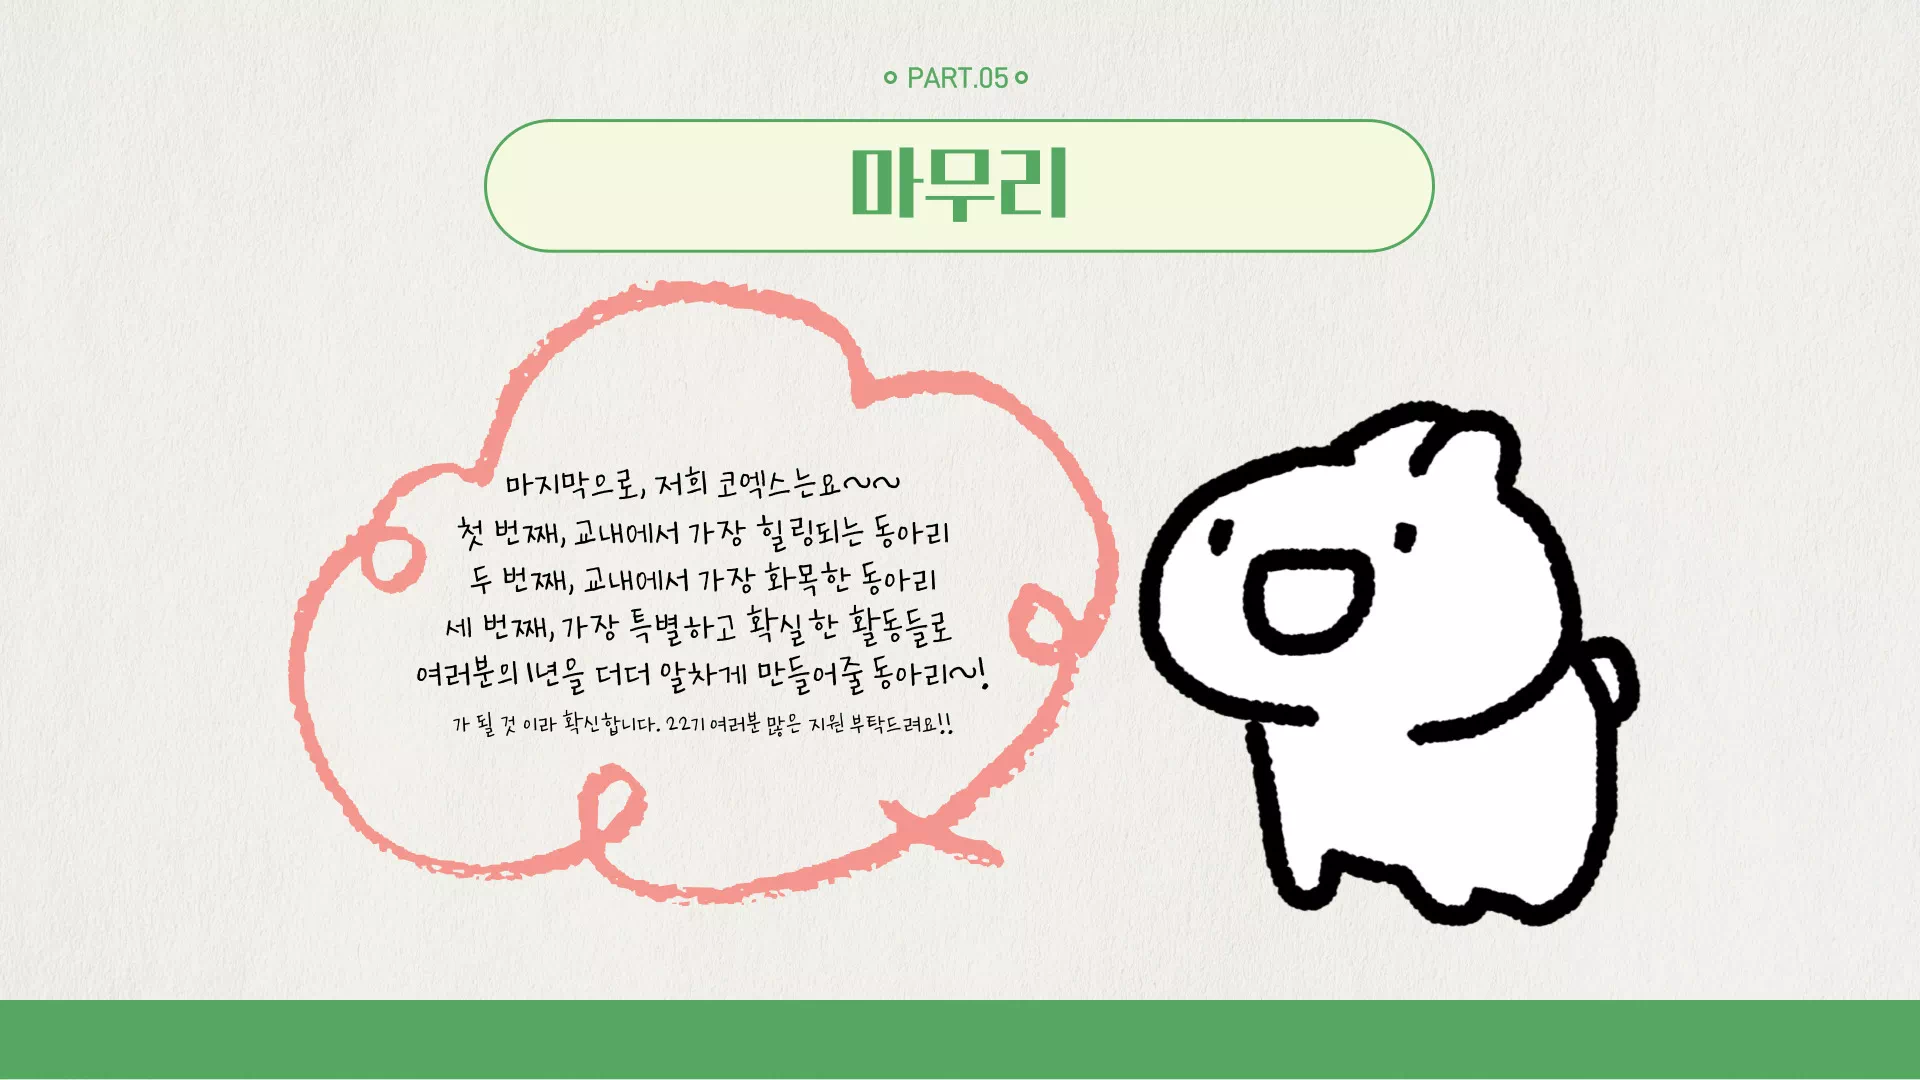 PART.05
마무리
마지막으로, 저희 코엑스는요~~
첫 번째, 교내에서 가장 힐링되는 동아리
두 번째, 교내에서 가장 화목한 동아리
세 번째, 가장 특별하고 확실한 활동들로
여러분의 1년을 더더 알차게 만들어줄 동아리~!
가 될 것 이라 확신합니다. 22기 여러분 많은 지원 부탁드려요!!